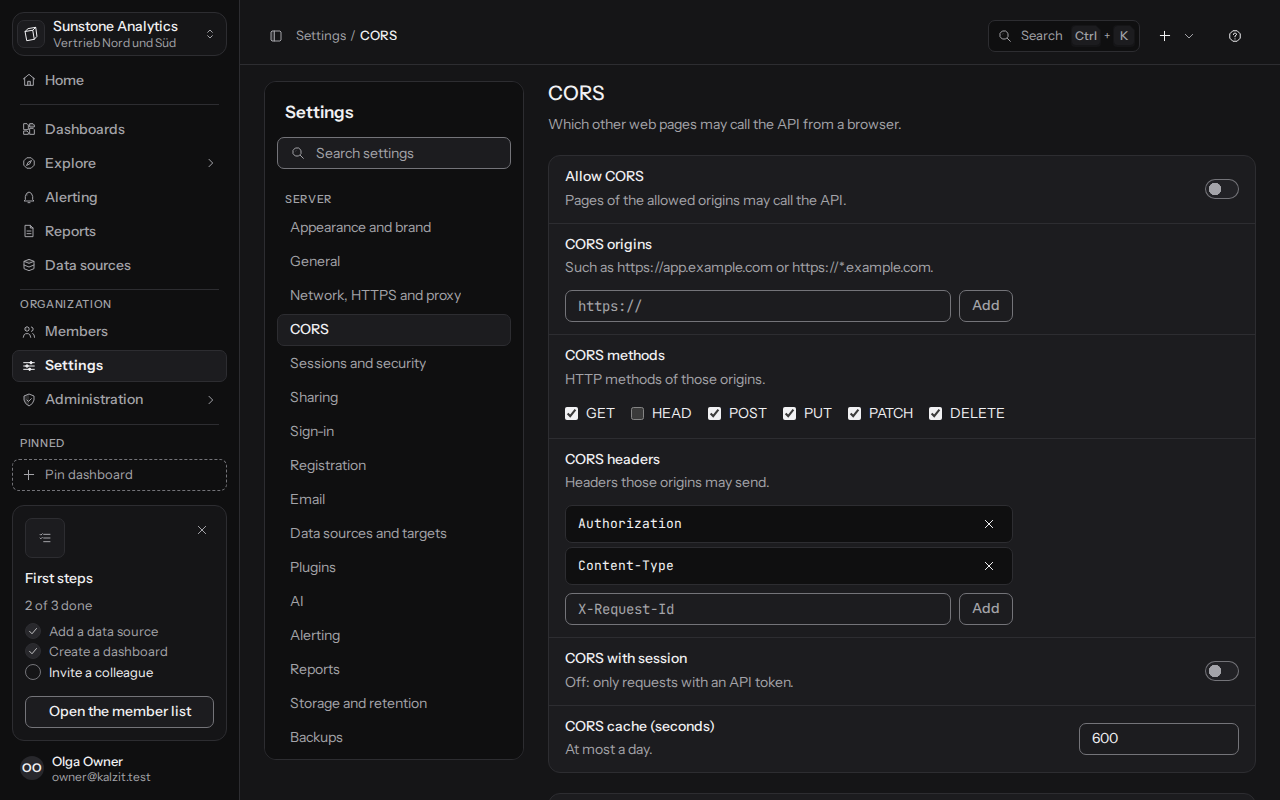 Sunstone Analytics
Vertrieb Nord und Süd
Home
Dashboards
Explore
Alerting
Reports
Data sources
ORGANIZATION
Members
Settings
Administration
PINNED
Pin dashboard
First steps
2 of 3 done
Add a data source
Create a dashboard
Invite a colleague
Open the member list
OO
Olga Owner
owner@kalzit.test
Settings / CORS
Search Ctrl + K
Settings
Search settings
SERVER
Appearance and brand
General
Network, HTTPS and proxy
CORS
Sessions and security
Sharing
Sign-in
Registration
Email
Data sources and targets
Plugins
AI
Alerting
Reports
Storage and retention
Backups
CORS
Which other web pages may call the API from a browser.
Allow CORS
Pages of the allowed origins may call the API.
CORS origins
Such as https://app.example.com or https://*.example.com.
https:// Add
CORS methods
HTTP methods of those origins.
GET HEAD POST PUT PATCH DELETE
CORS headers
Headers those origins may send.
Authorization
Content-Type
X-Request-Id Add
CORS with session
Off: only requests with an API token.
CORS cache (seconds)
At most a day.
600